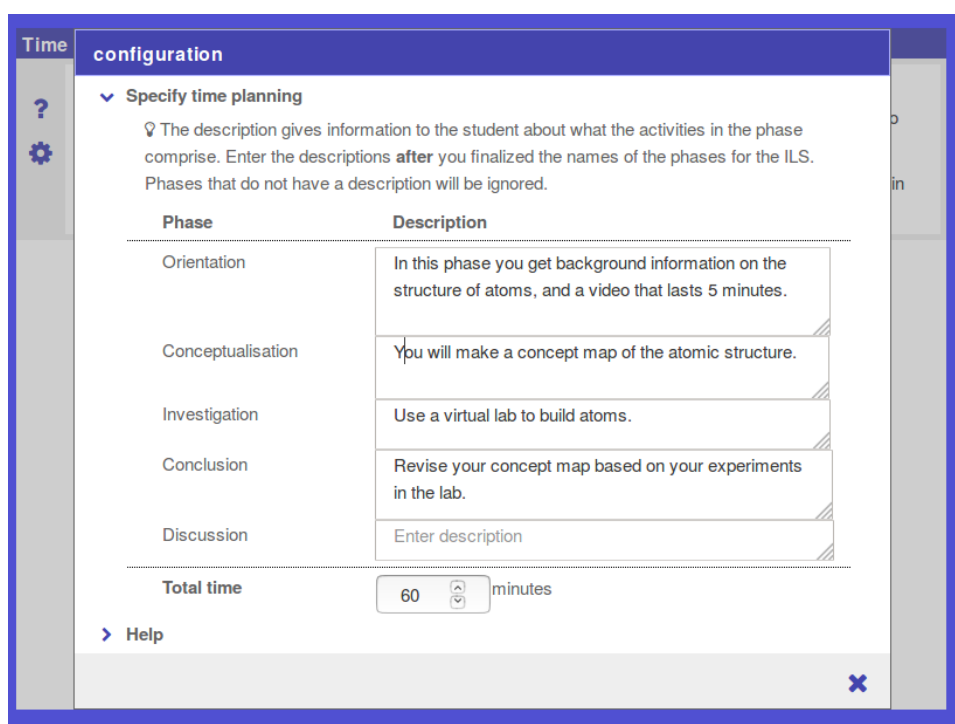 Time
configuration
Specify time planning
?
The description gives information to the student about what the activities in the phase
comprise. Enter the descriptions after you finalized the names of the phases for the ILS.
Phases that do not have a description will be ignored.
o
in
Phase Description
Orientation In this phase you get background information on the
structure of atoms, and a video that lasts 5 minutes.
Conceptualisation You will make a concept map of the atomic structure.
Investigation Use a virtual lab to build atoms.
Conclusion Revise your concept map based on your experiments
in the lab.
Discussion Enter description
Total time 60 minutes
Help